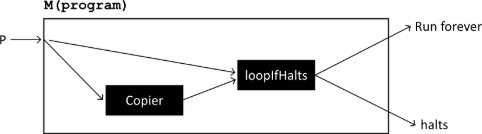 M(program)
Run forever
P
loopIfHalts
Copier
halts